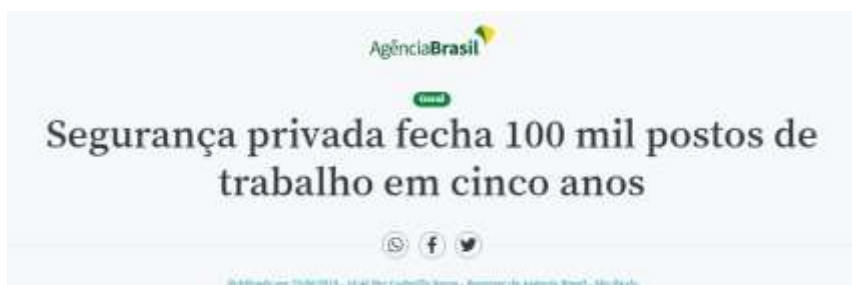 AgênciaBrasil
Geral
Segurança privada fecha 100 mil postos de
trabalho em cinco anos